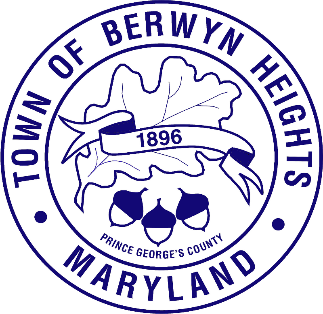 TOWN OF BERWYN HEIGHTS
1896
PRINCE GEORGE'S COUNTY
MARYLAND